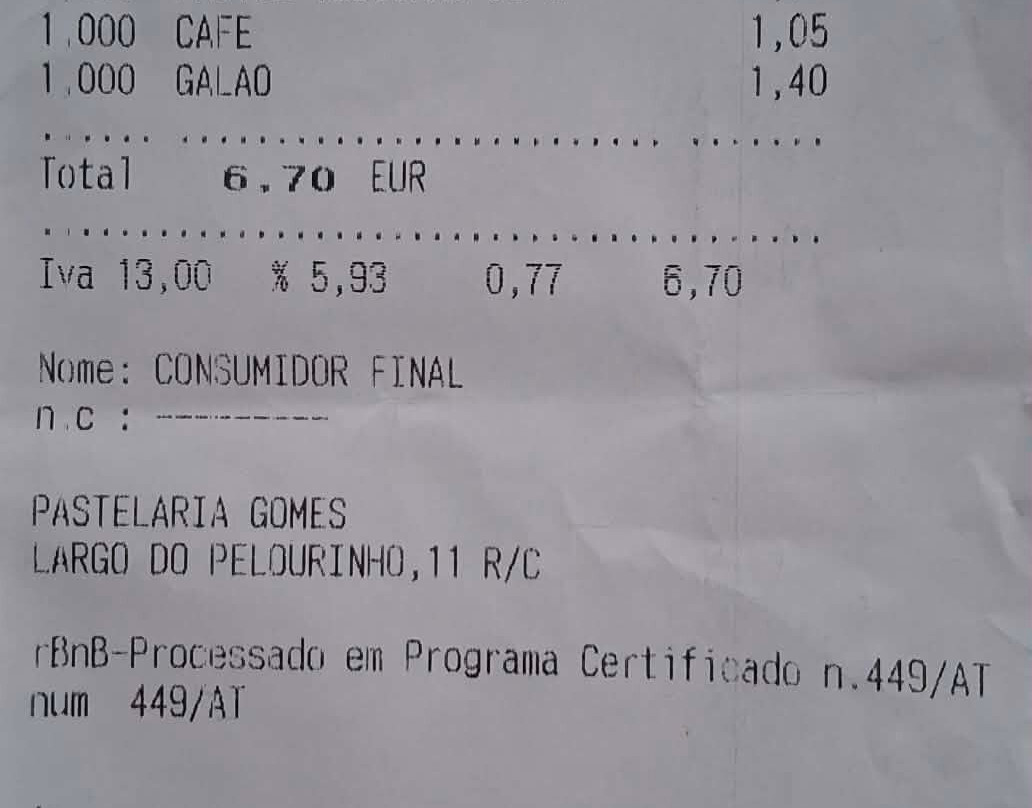 1,000 CAFE 1,05
1,000 GALAO 1,40
Total 6,70 EUR
Iva 13,00 % 5,93 0,77 6,70
Nome: CONSUMIDOR FINAL
n.c : ----------
PASTELARIA GOMES
LARGO DO PELOURINHO,11 R/C
rBnB-Processado em Programa Certificado n.449/AT
num 449/AT